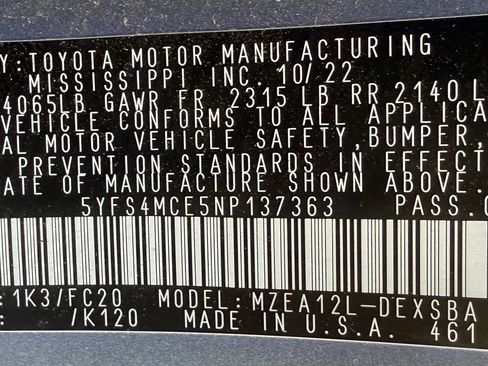 Y: TOYOTA MOTOR MANUFACTURING
MISSISSIPPI INC. 10/22
4065LB GAWR FR 2315 LB RR 2140 L
VEHICLE CONFORMS TO ALL APPLICA
AL MOTOR VEHICLE SAFETY, BUMPER,
PREVENTION STANDARDS IN EFFECT
ATE OF MANUFACTURE SHOWN ABOVE.
5YFS4MCE5NP137363 PASS.C
: 1K3/FC20 MODEL: MZEA12L-DEXSBA
: /K120 MADE IN U.S.A. 461